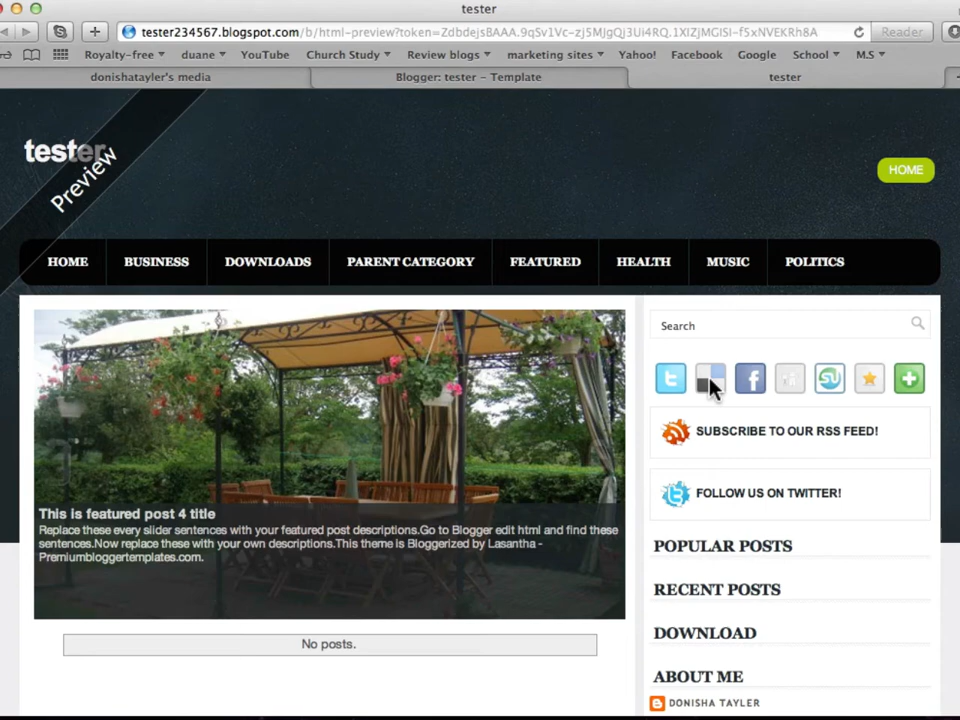 tester
tester234567.blogspot.com/b/html-preview?token=ZdbdejsBAAA.9qSv1Vc-zj5MJgQj3Ui4RQ.1XIZjMGISI-f5xNVEKRh8A
Reader
Royalty-free duane YouTube Church Study Review blogs marketing sites Yahoo! Facebook Google School M.S
donishatayler's media Blogger: tester - Template tester
tester
Preview
HOME
HOME BUSINESS DOWNLOADS PARENT CATEGORY FEATURED HEALTH MUSIC POLITICS
Search
SUBSCRIBE TO OUR RSS FEED!
FOLLOW US ON TWITTER!
This is featured post 4 title
Replace these every slider sentences with your featured post descriptions.Go to Blogger edit html and find these
sentences.Now replace these with your own descriptions.This theme is Bloggerized by Lasantha -
Premiumbloggertemplates.com.
No posts.
POPULAR POSTS
RECENT POSTS
DOWNLOAD
ABOUT ME
DONISHA TAYLER